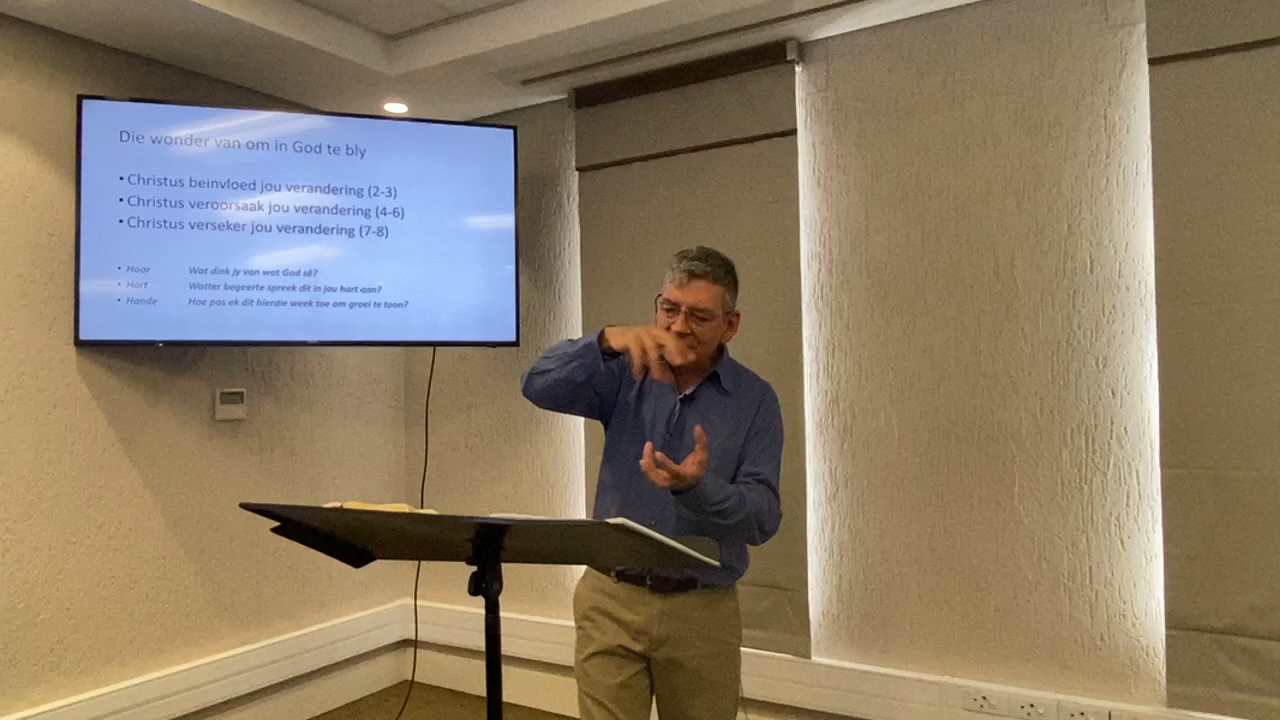 Die wonder van om in God te bly
• Christus beïnvloed jou verandering (2-3)
• Christus veroorsaak jou verandering (4-6)
• Christus verseker jou verandering (7-8)
• Hoor Wat dink jy van wat God sê?
• Hart Watter begeerte spreek dit in jou hart aan?
• Hande Hoe pas ek dit hierdie week toe om groei te toon?